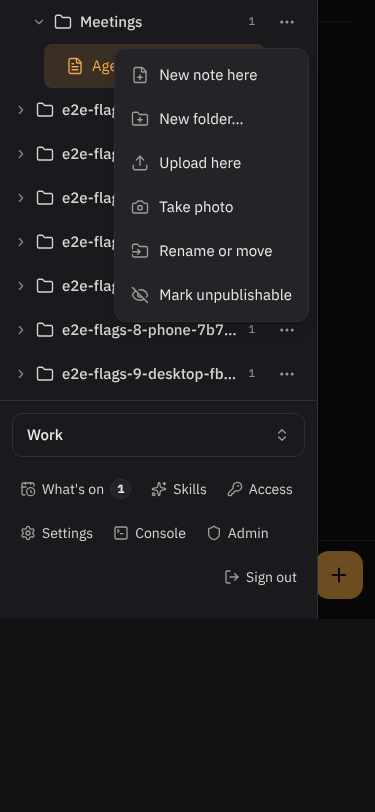 Meetings 1
Age
New note here
e2e-flag
New folder...
e2e-flag
Upload here
e2e-flag
Take photo
e2e-flag
Rename or move
e2e-flag
Mark unpublishable
e2e-flags-8-phone-7b7... 1
e2e-flags-9-desktop-fb... 1
Work
What's on 1 Skills Access
Settings Console Admin
Sign out